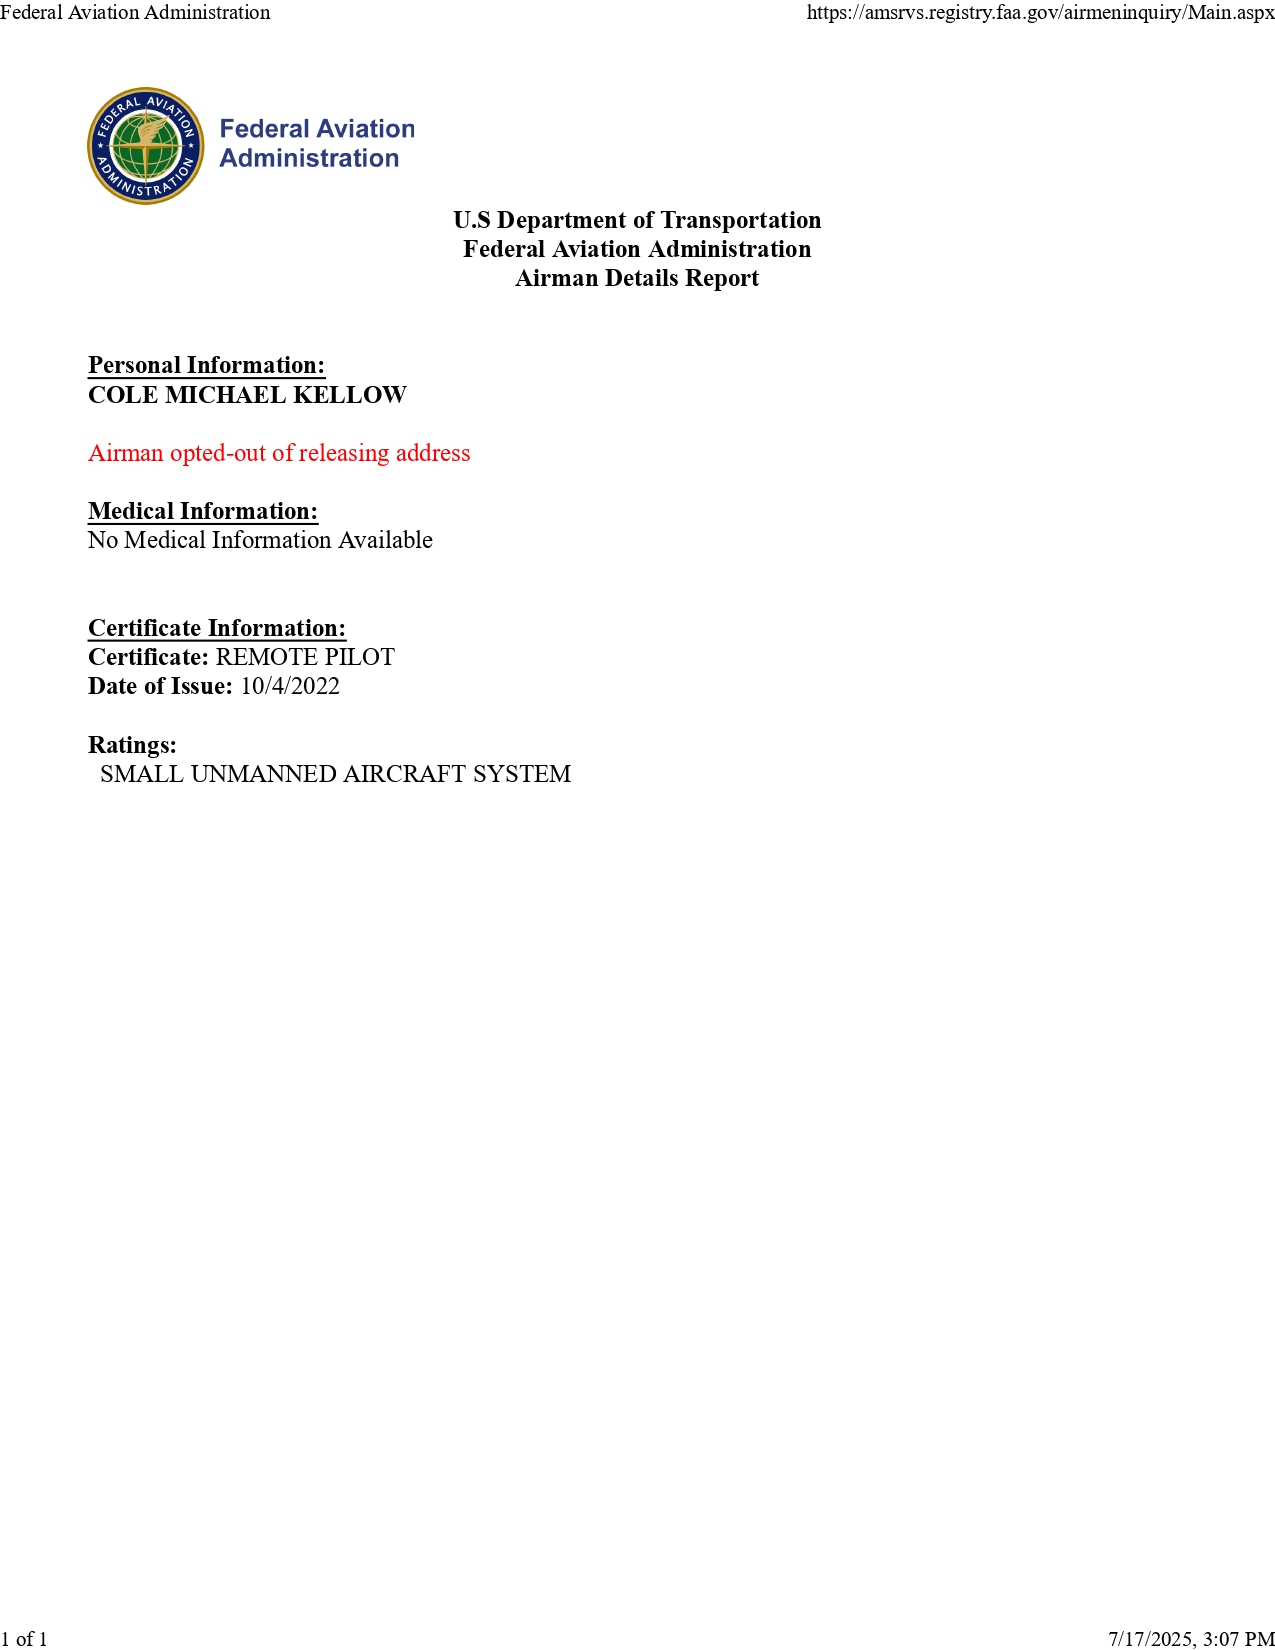 Federal Aviation Administration https://amsrvs.registry.faa.gov/airmeninquiry/Main.aspx
FEDERAL AVIATION
ADMINISTRATION
Federal Aviation
Administration
U.S Department of Transportation
Federal Aviation Administration
Airman Details Report
Personal Information:
COLE MICHAEL KELLOW
Airman opted-out of releasing address
Medical Information:
No Medical Information Available
Certificate Information:
Certificate: REMOTE PILOT
Date of Issue: 10/4/2022
Ratings:
SMALL UNMANNED AIRCRAFT SYSTEM
1 of 1 7/17/2025, 3:07 PM